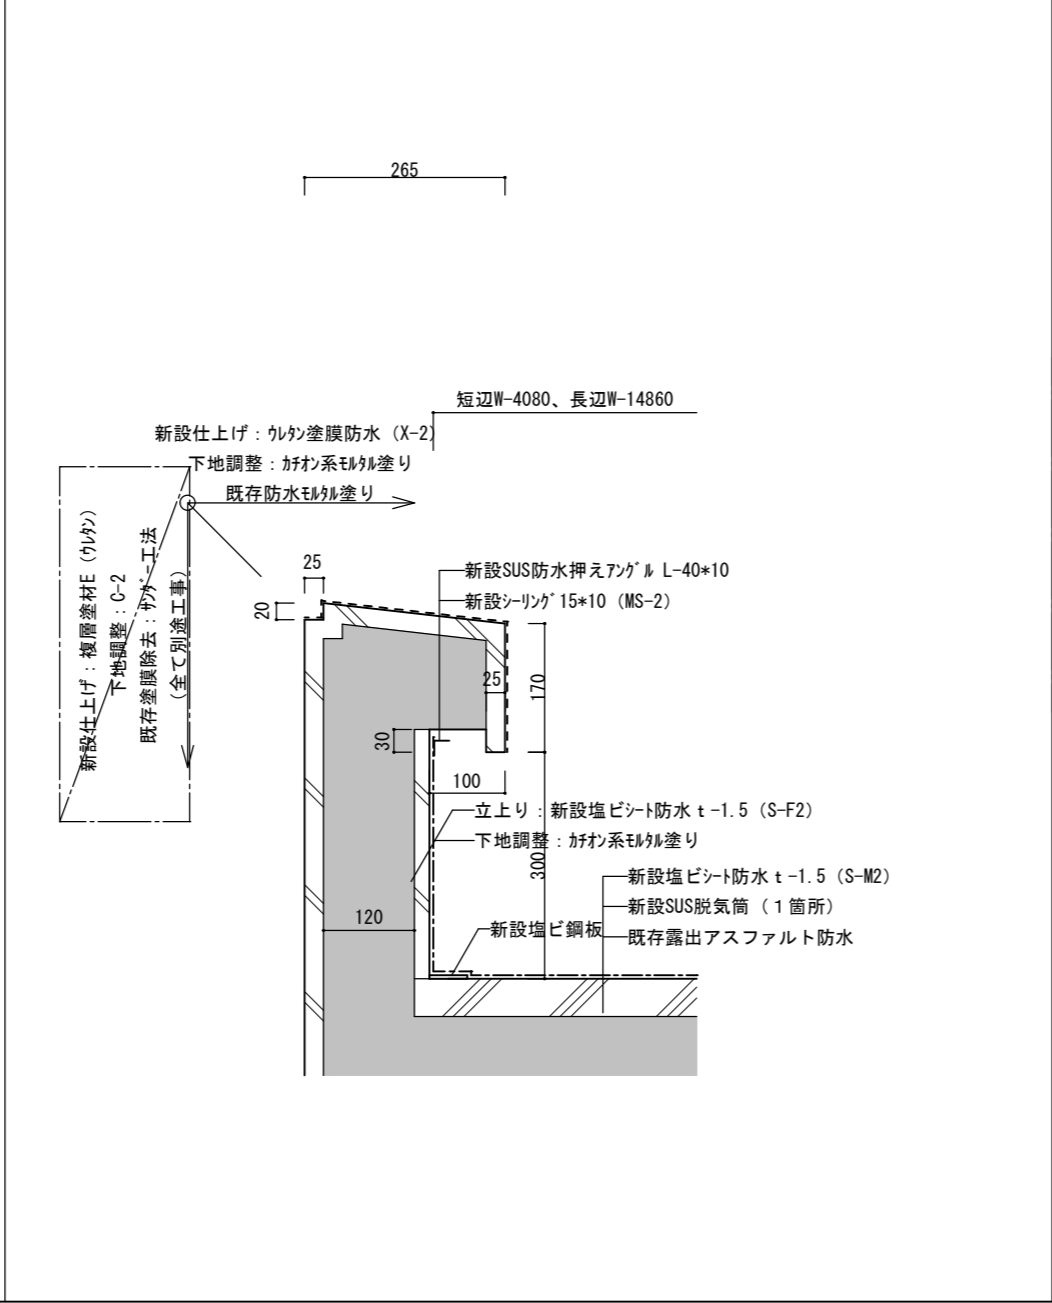 265
短辺W-4080、長辺W-14860
新設仕上げ：ｳﾚﾀﾝ塗膜防水（X-2）
下地調整：ｶﾁｵﾝ系ﾓﾙﾀﾙ塗り
既存防水ﾓﾙﾀﾙ塗り
新設仕上げ：複層塗材E（ｳﾚﾀﾝ）
下地調整：C-2
既存塗膜除去：ｻﾝﾀﾞｰ工法
（全て別途工事）
25
20
新設SUS防水押えｱﾝｸﾞﾙ L-40*10
新設ｼｰﾘﾝｸﾞ15*10（MS-2）
25
170
30
100
立上り：新設塩ビｼｰﾄ防水ｔ-1.5（S-F2）
下地調整：ｶﾁｵﾝ系ﾓﾙﾀﾙ塗り
300
新設塩ビｼｰﾄ防水ｔ-1.5（S-M2）
新設SUS脱気筒（１箇所）
既存露出アスファルト防水
120
新設塩ビ鋼板